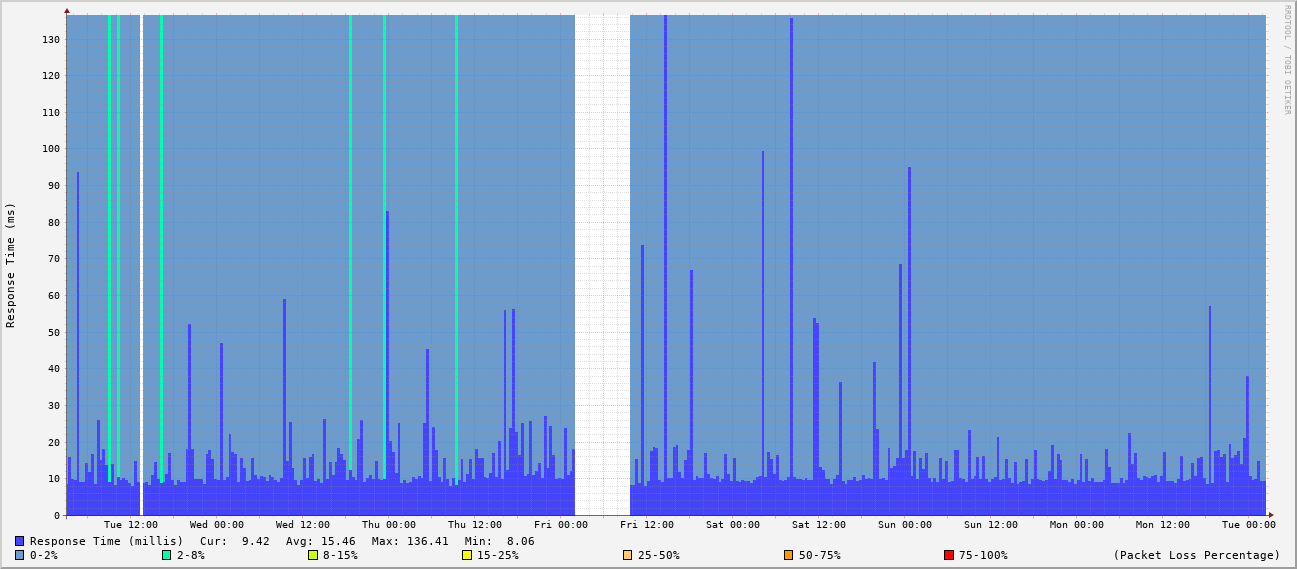 RRDTOOL / TOBI OETIKER
Response Time (ms)
130
120
110
100
90
80
70
60
50
40
30
20
10
0
Tue 12:00 Wed 00:00 Wed 12:00 Thu 00:00 Thu 12:00 Fri 00:00 Fri 12:00 Sat 00:00 Sat 12:00 Sun 00:00 Sun 12:00 Mon 00:00 Mon 12:00 Tue 00:00
Response Time (millis) Cur: 9.42 Avg: 15.46 Max: 136.41 Min: 8.06
0-2% 2-8% 8-15% 15-25% 25-50% 50-75% 75-100% (Packet Loss Percentage)